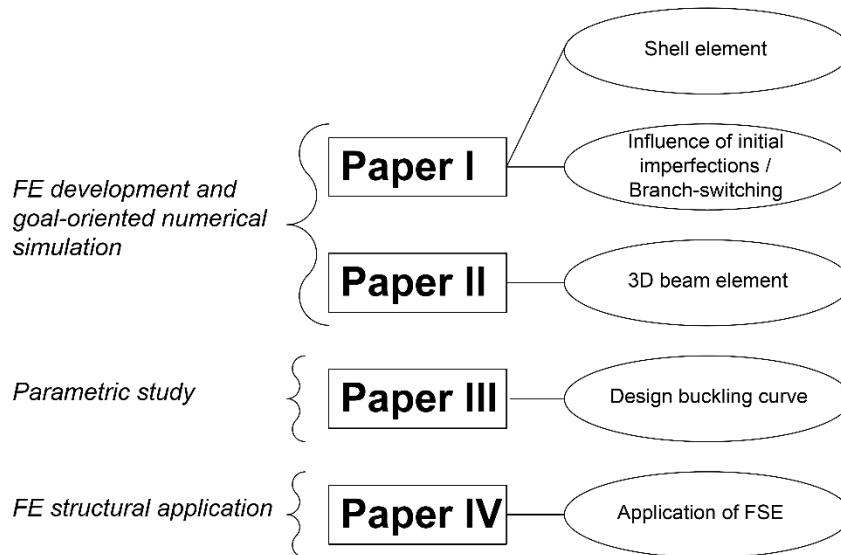 Shell element
FE development and
goal-oriented numerical
simulation
Paper I
Influence of initial
imperfections /
Branch-switching
Paper II
3D beam element
Parametric study
Paper III
Design buckling curve
FE structural application
Paper IV
Application of FSE